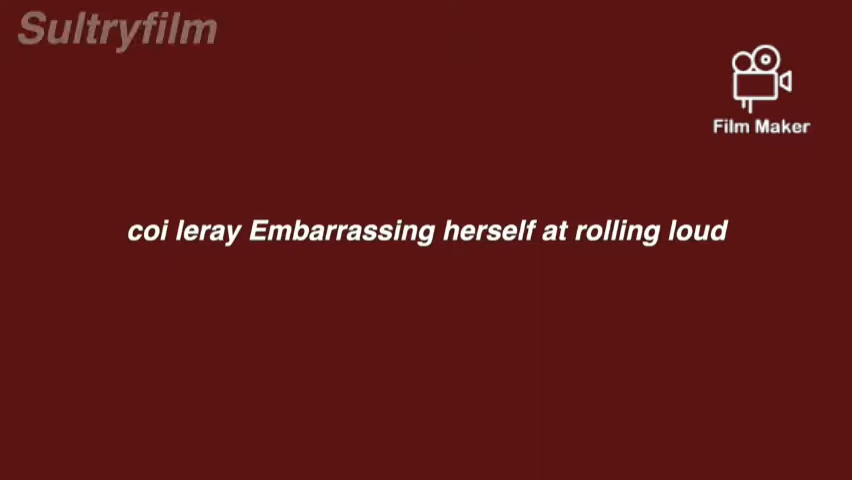 Sultryfilm
Film Maker
coi leray Embarrassing herself at rolling loud